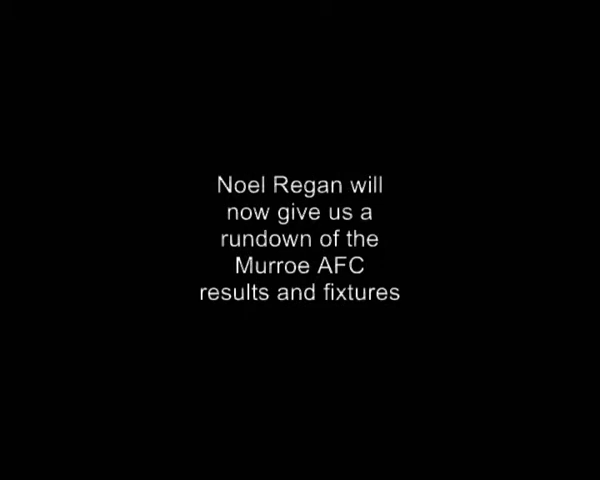 Noel Regan will
now give us a
rundown of the
Murroe AFC
results and fixtures